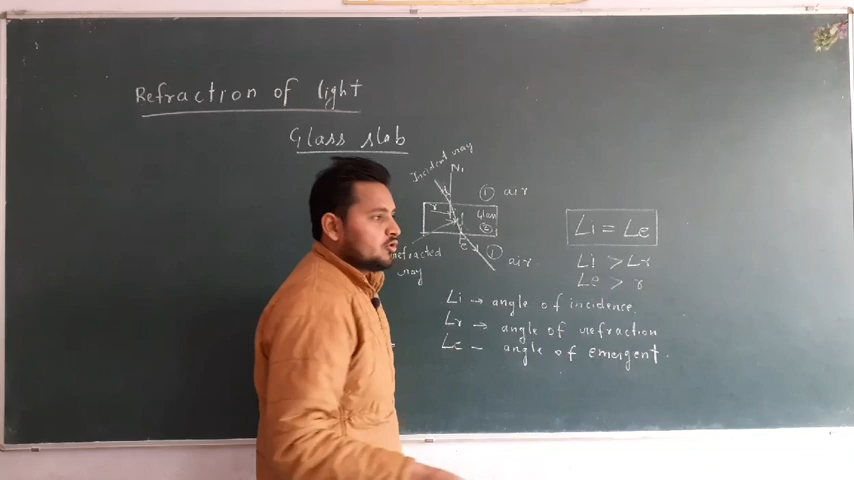 Refraction of light
Glass slab
Incident ray
N1
i
① air
r
Glass
②
refracted
ray
e
① air
∠i = ∠e
∠i > ∠r
∠e > r
∠i → angle of incidence.
∠r → angle of refraction
∠e – angle of emergent.